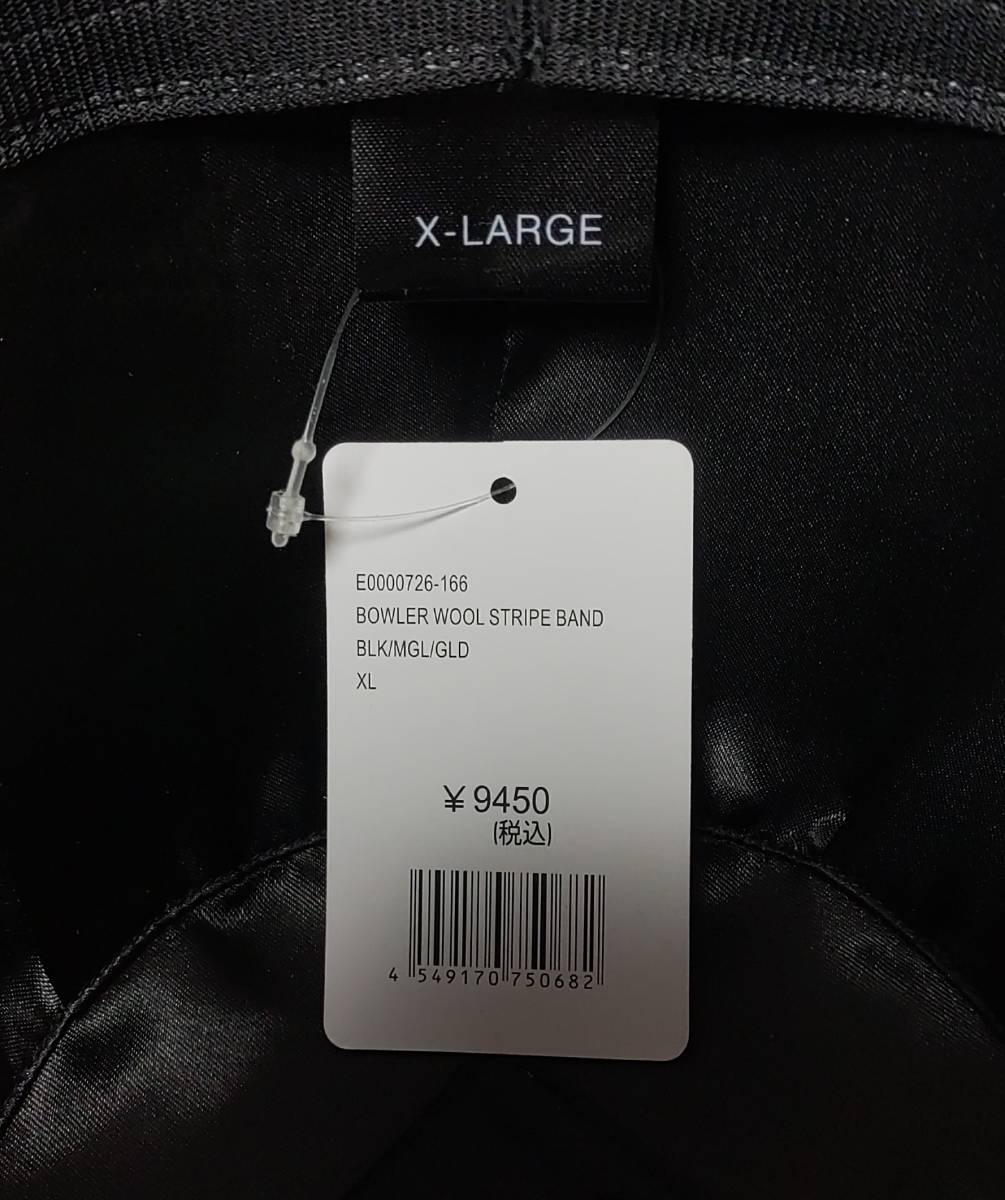 X-LARGE
E0000726-166
BOWLER WOOL STRIPE BAND
BLK/MGL/GLD
XL
¥9450
(税込)
4 549170 750682